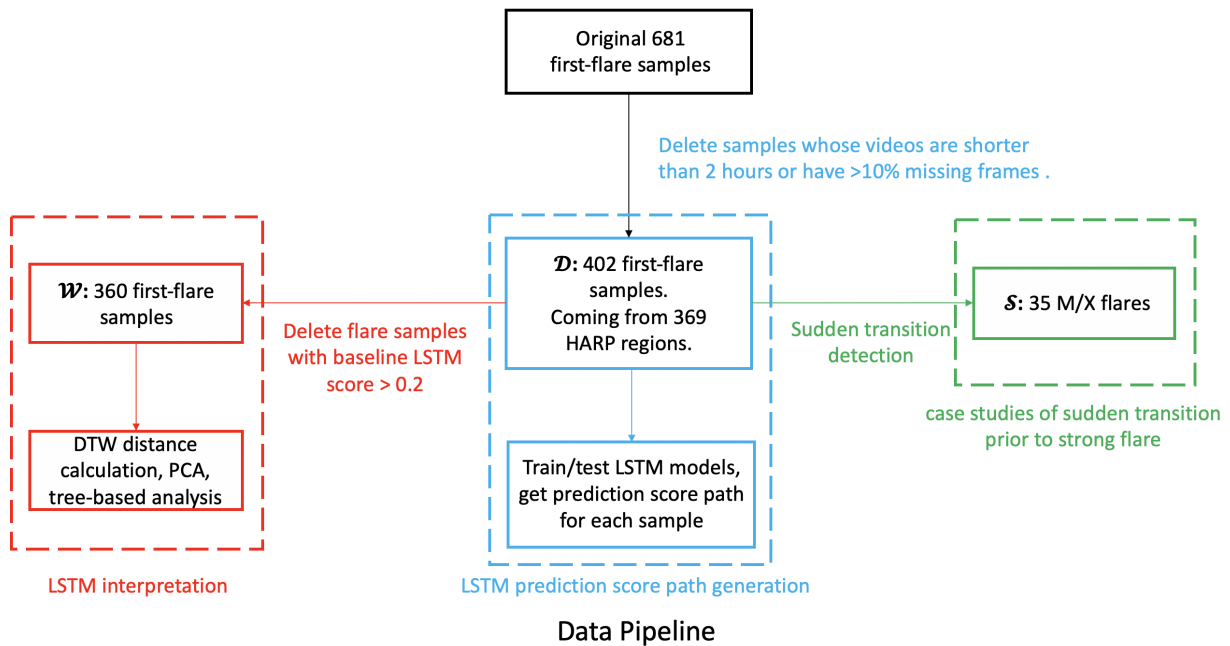 Original 681
first-flare samples
Delete samples whose videos are shorter
than 2 hours or have >10% missing frames .
𝓦: 360 first-flare
samples
Delete flare samples
with baseline LSTM
score > 0.2
𝓓: 402 first-flare
samples.
Coming from 369
HARP regions.
Sudden transition
detection
𝓢: 35 M/X flares
case studies of sudden transition
prior to strong flare
DTW distance
calculation, PCA,
tree-based analysis
Train/test LSTM models,
get prediction score path
for each sample
LSTM interpretation
LSTM prediction score path generation
Data Pipeline